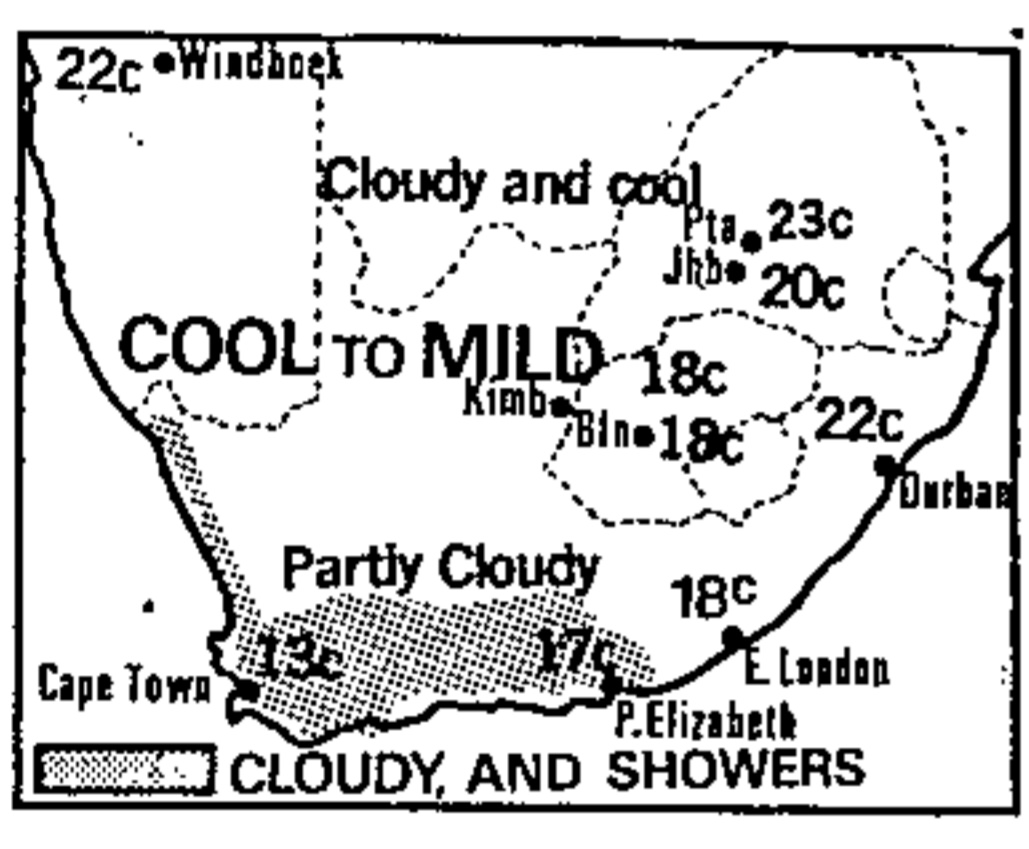 22c Windhoek
Cloudy and cool
Pta 23c
Jhb 20c
COOL TO MILD
18c
Kimb
Bfn 18c
22c
Durban
Partly Cloudy
18c
13c
17c
Cape Town
E. London
P. Elizabeth
CLOUDY, AND SHOWERS